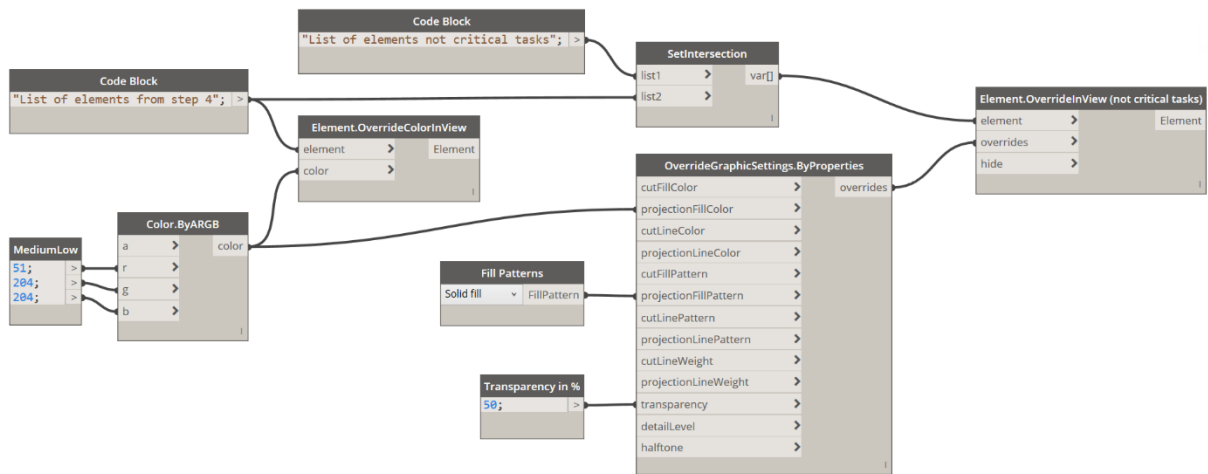 Code Block
"List of elements not critical tasks"; >
SetIntersection
list1 > var[]
list2 >
Code Block
"List of elements from step 4"; >
Element.OverrideInView (not critical tasks)
element > Element
overrides >
hide >
Element.OverrideColorInView
element > Element
color >
OverrideGraphicSettings.ByProperties
cutFillColor > overrides
projectionFillColor >
cutLineColor >
projectionLineColor >
cutFillPattern >
projectionFillPattern >
cutLinePattern >
projectionLinePattern >
cutLineWeight >
projectionLineWeight >
transparency >
detailLevel >
halftone >
Color.ByARGB
a > color
r >
g >
b >
MediumLow
51; >
204; >
204; >
Fill Patterns
Solid fill FillPattern
Transparency in %
50; >